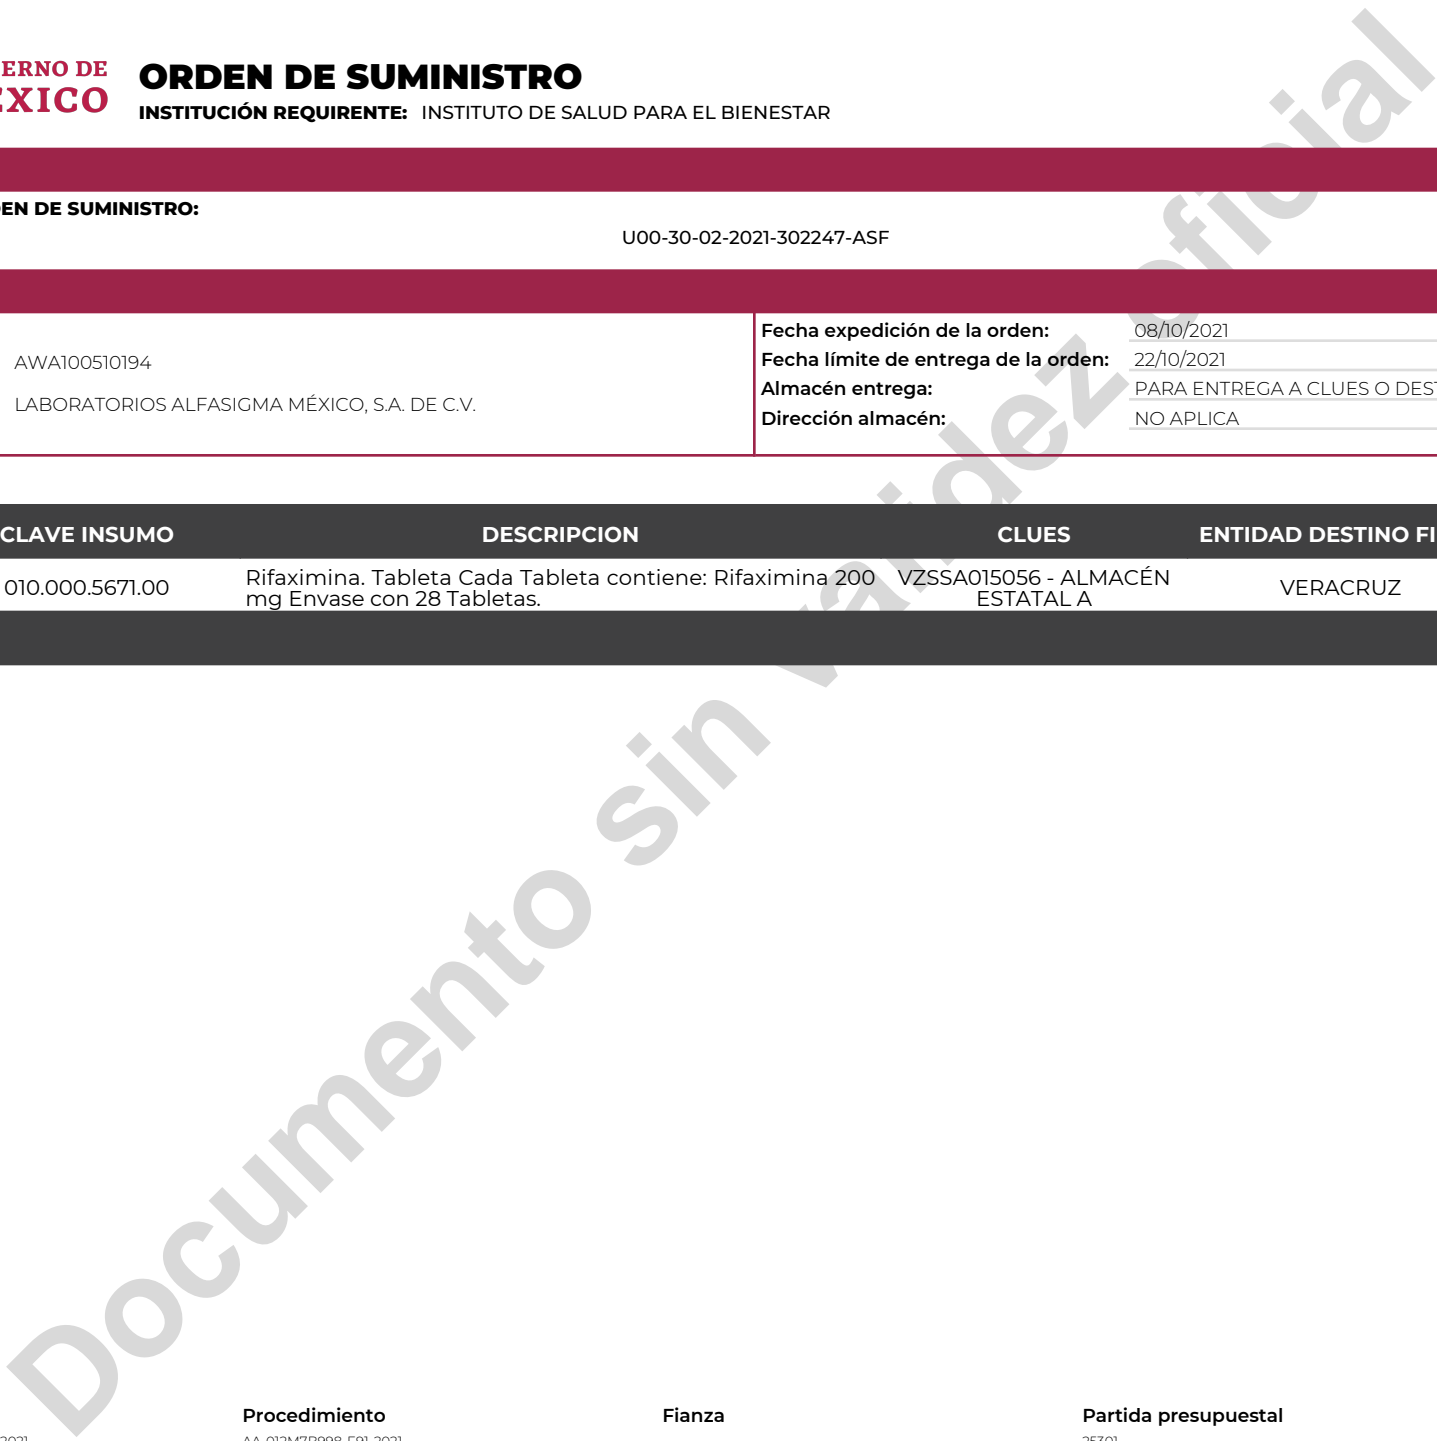 ERNO DE
ÉXICO
ORDEN DE SUMINISTRO
INSTITUCIÓN REQUIRENTE: INSTITUTO DE SALUD PARA EL BIENESTAR
EN DE SUMINISTRO:
U00-30-02-2021-302247-ASF
AWA100510194
LABORATORIOS ALFASIGMA MÉXICO, S.A. DE C.V.
Fecha expedición de la orden: 08/10/2021
Fecha límite de entrega de la orden: 22/10/2021
Almacén entrega: PARA ENTREGA A CLUES O DEST
Dirección almacén: NO APLICA
CLAVE INSUMO DESCRIPCION CLUES ENTIDAD DESTINO FI
010.000.5671.00 Rifaximina. Tableta Cada Tableta contiene: Rifaximina 200 VZSSA015056 - ALMACÉN VERACRUZ
mg Envase con 28 Tabletas. ESTATAL A
Documento sin validez oficial
Procedimiento Fianza Partida presupuestal